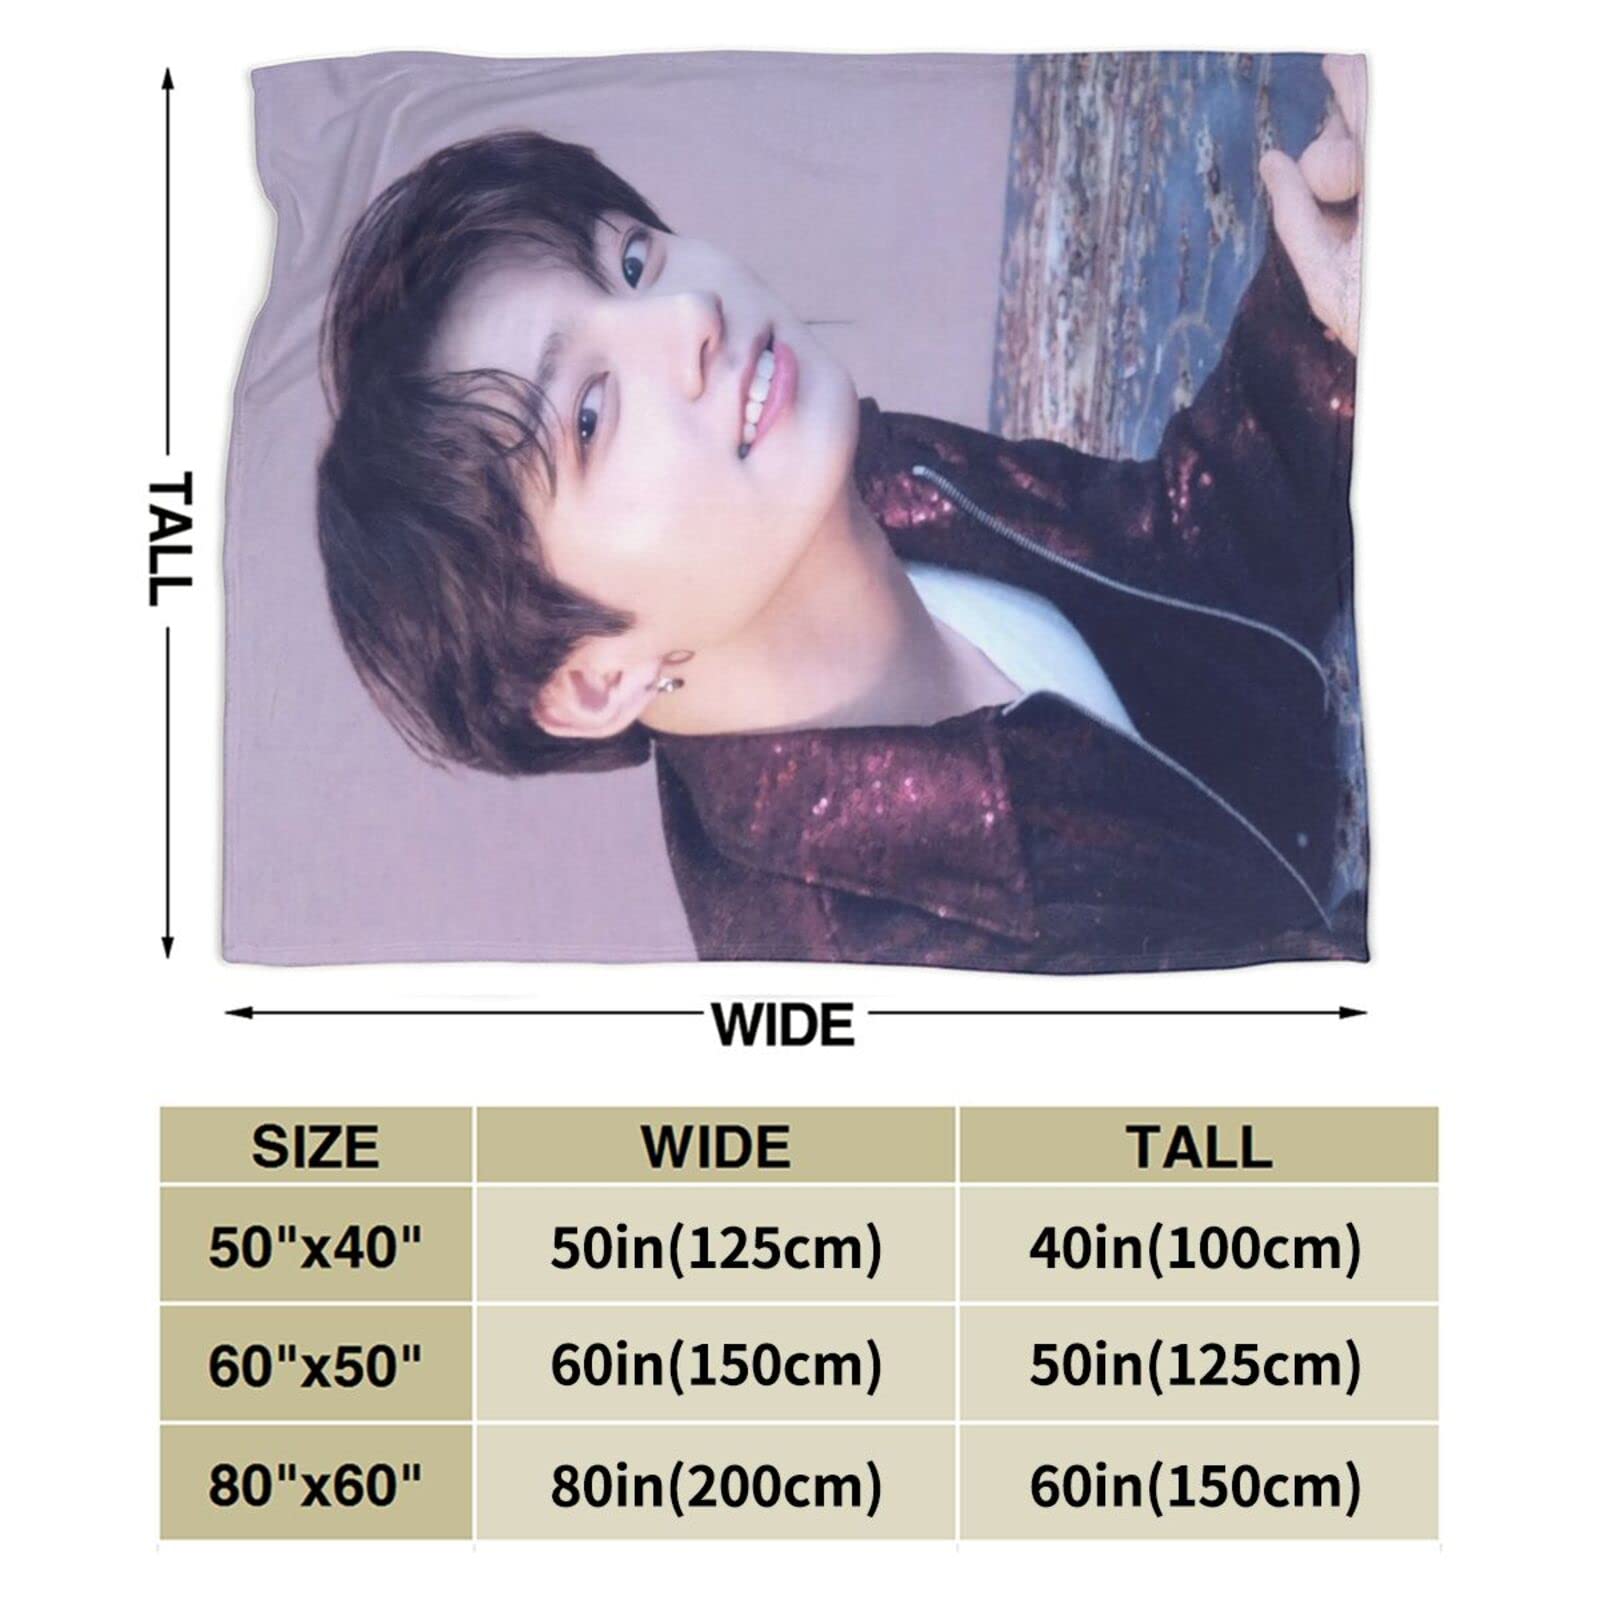 TALL
WIDE
SIZE WIDE TALL
50"x40" 50in(125cm) 40in(100cm)
60"x50" 60in(150cm) 50in(125cm)
80"x60" 80in(200cm) 60in(150cm)